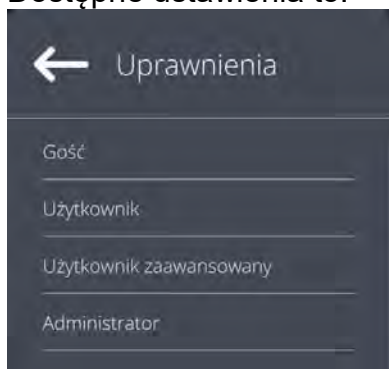 Dostępne ustawienia to:
Uprawnienia
Gość
Użytkownik
Użytkownik zaawansowany
Administrator